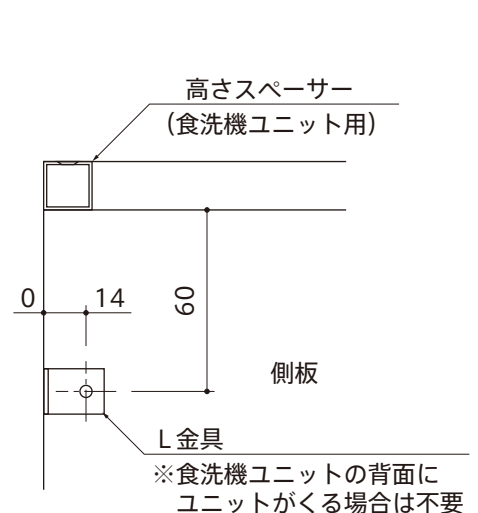 高さスペーサー
(食洗機ユニット用)
0 14
60
側板
L 金具
※食洗機ユニットの背面に
ユニットがくる場合は不要